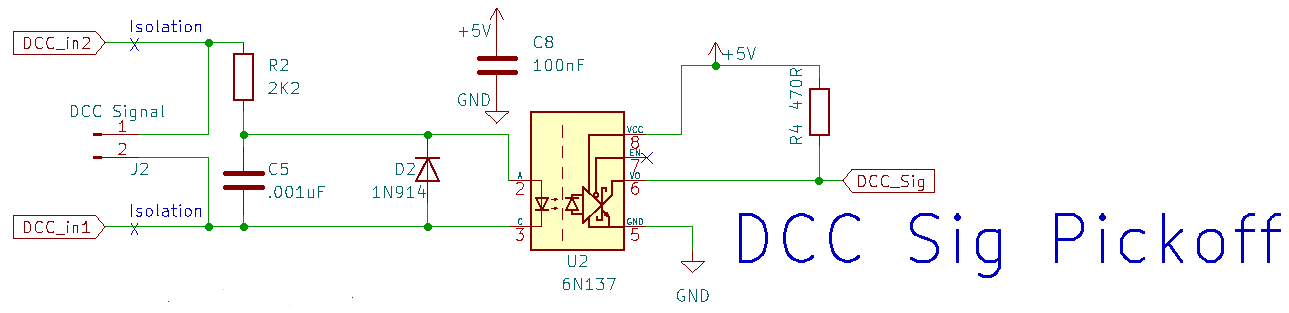 DCC_in2
Isolation
R2
2K2
DCC Signal
1
2
J2
C5
.001uF
Isolation
DCC_in1
D2
1N914
+5V
C8
100nF
GND
A
2
C
3
VCC
8
EN
7
VO
6
GND
5
U2
6N137
+5V
R4 470R
DCC_Sig
GND
DCC Sig Pickoff